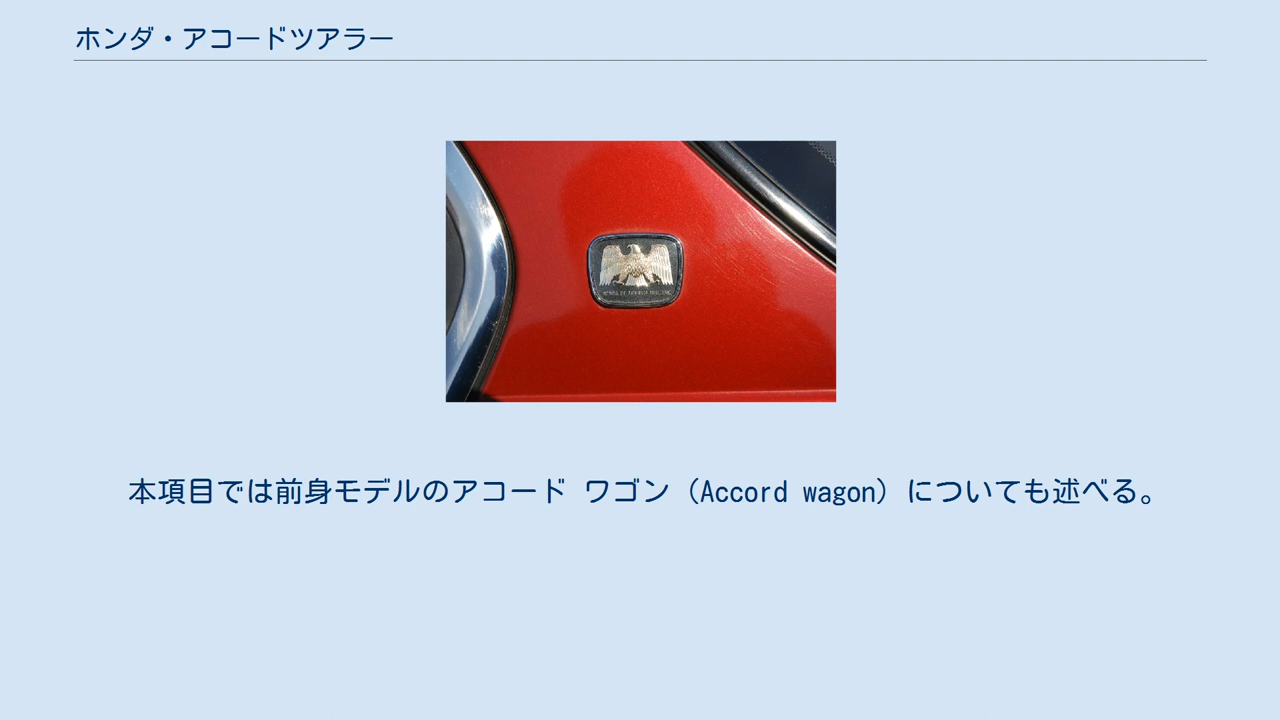 ホンダ・アコードツアラー
本項目では前身モデルのアコード ワゴン（Accord wagon）についても述べる。